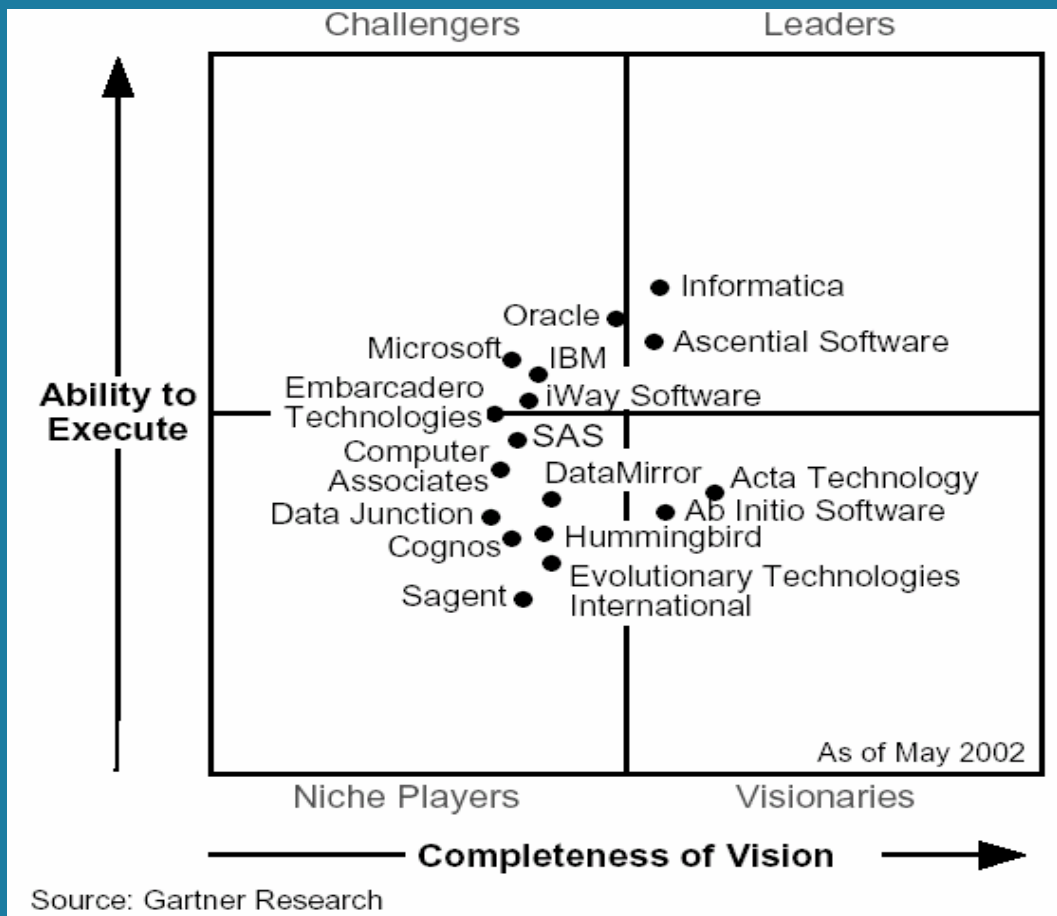 Challengers
Leaders
Informatica
Oracle
Ascential Software
Microsoft
IBM
Embarcadero
Technologies
iWay Software
Ability to
Execute
SAS
Computer
Associates
DataMirror
Acta Technology
Data Junction
Ab Initio Software
Cognos
Hummingbird
Evolutionary Technologies
International
Sagent
As of May 2002
Niche Players
Visionaries
Completeness of Vision
Source: Gartner Research